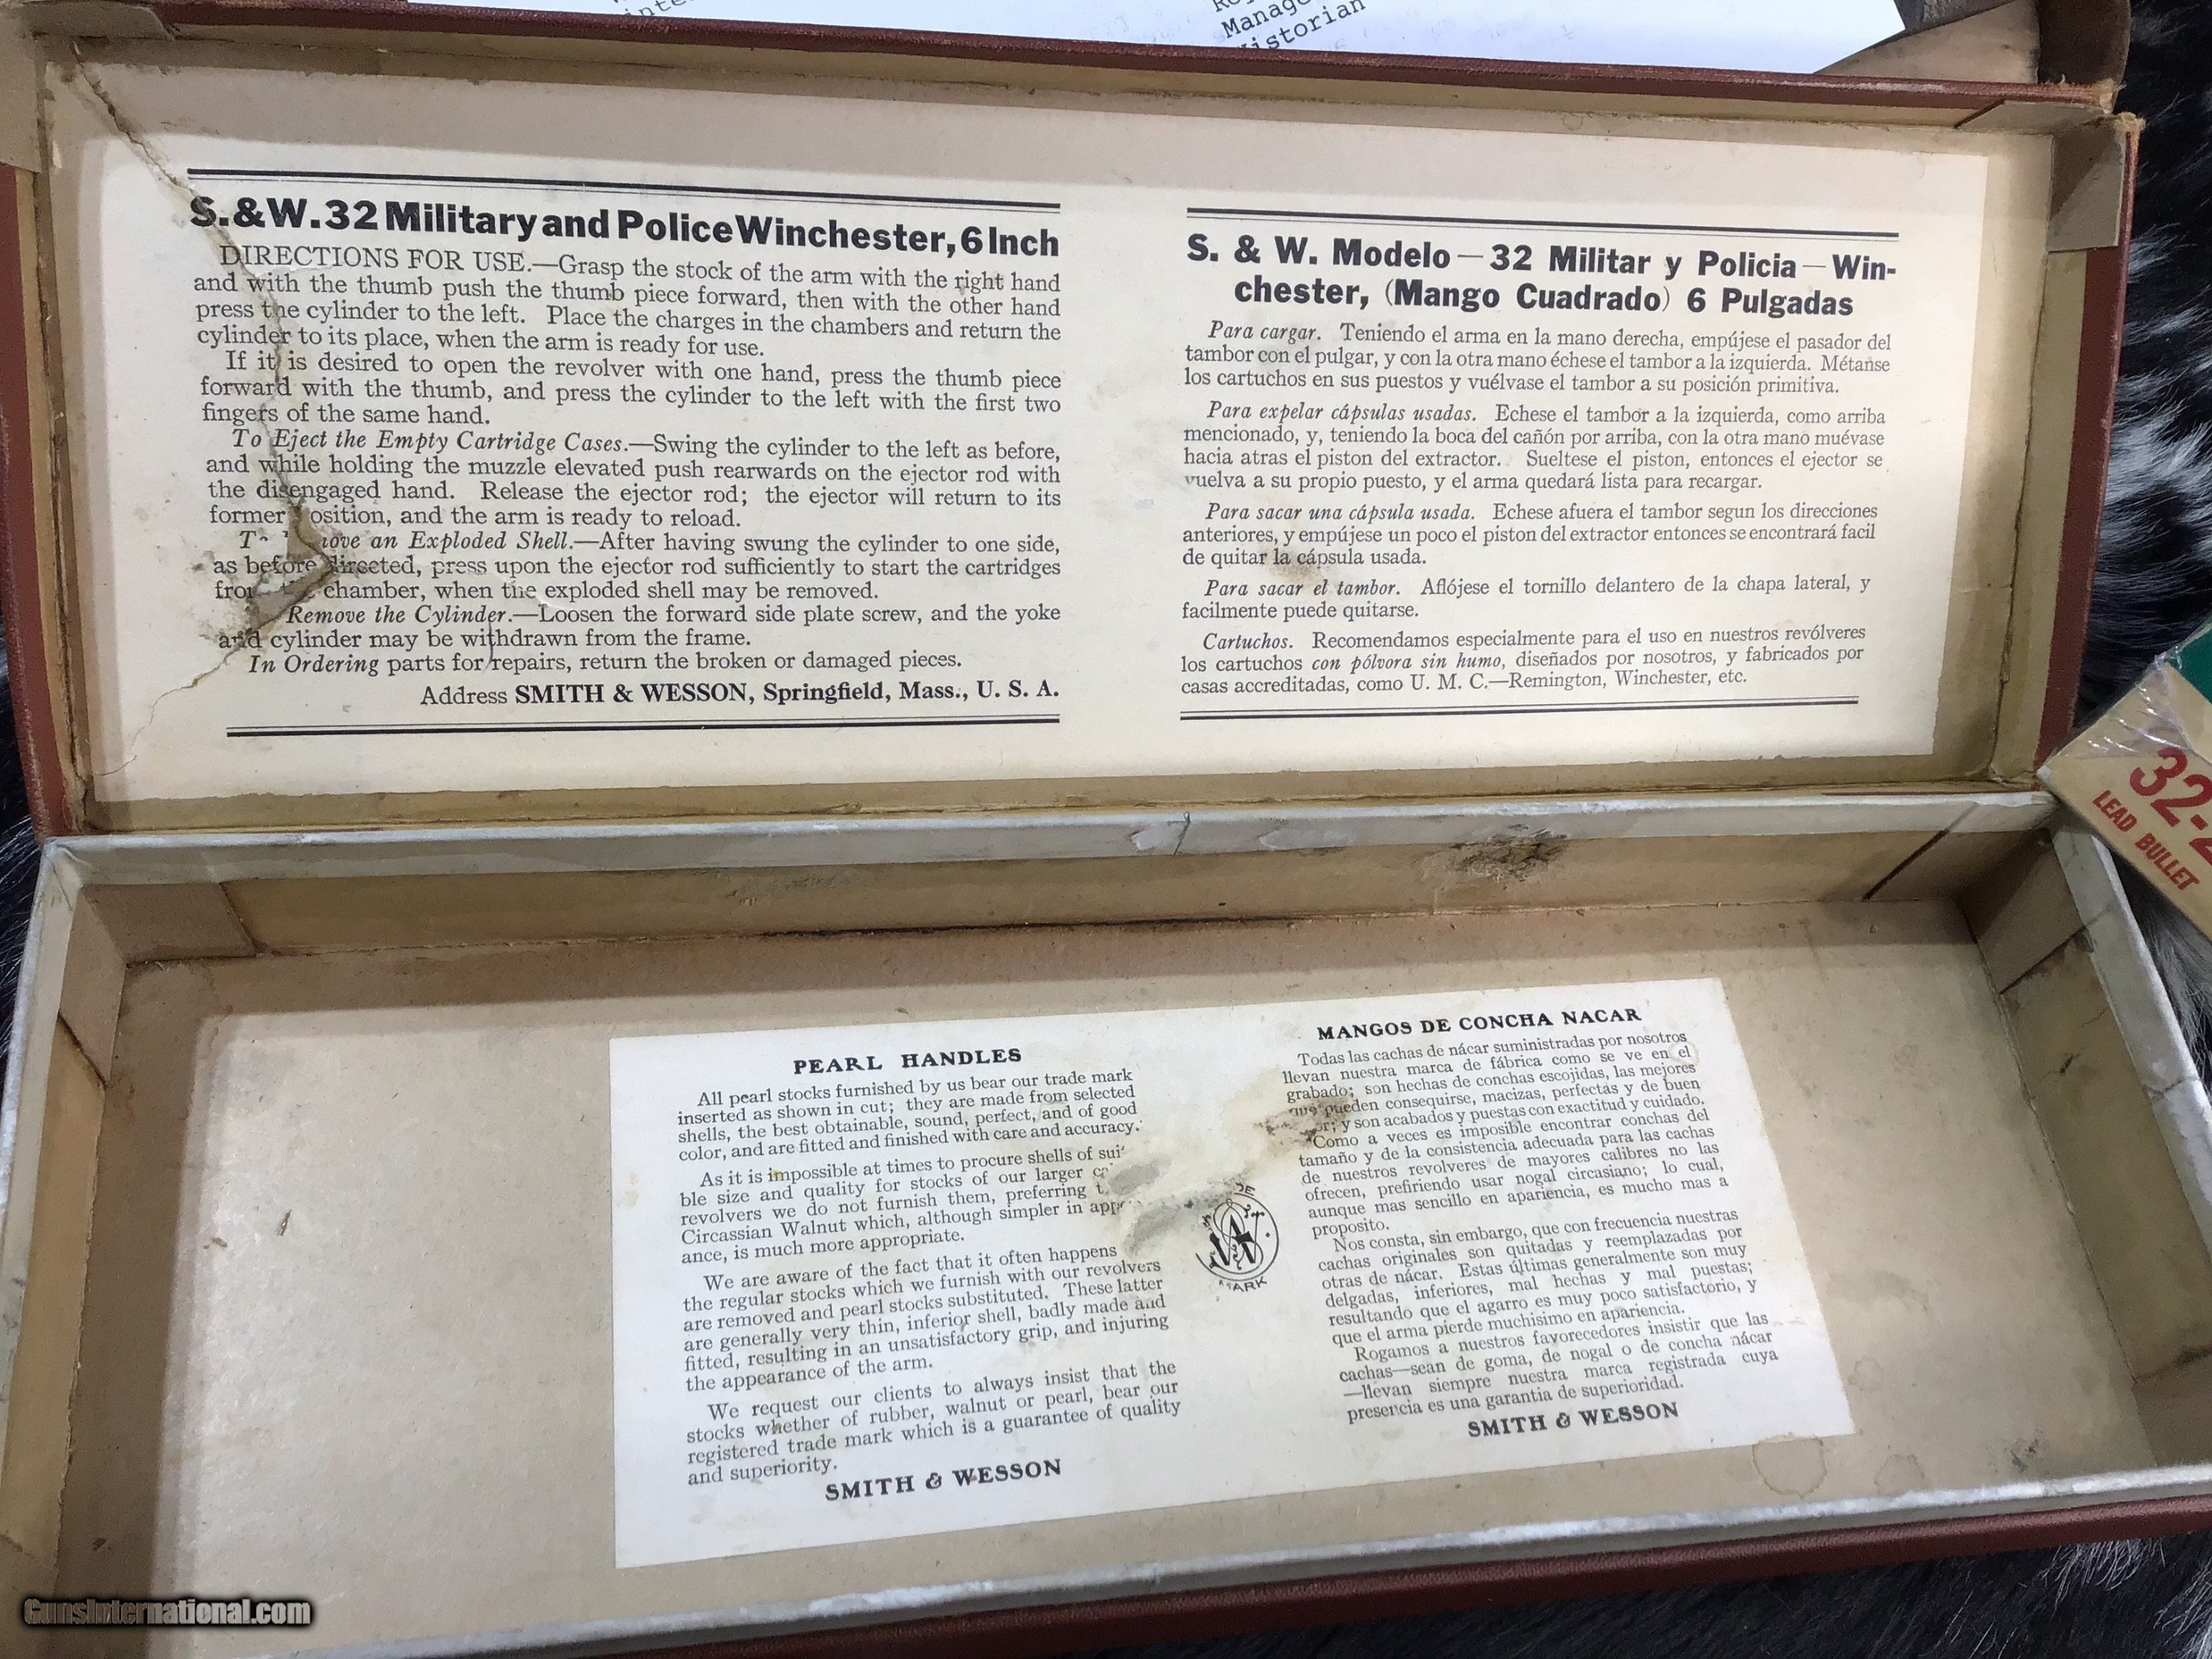 Manag
Historian
S.&W.32 Military and Police Winchester, 6 Inch
DIRECTIONS FOR USE.—Grasp the stock of the arm with the right hand
and with the thumb push the thumb piece forward, then with the other hand
press the cylinder to the left. Place the charges in the chambers and return the
cylinder to its place, when the arm is ready for use.
If it is desired to open the revolver with one hand, press the thumb piece
forward with the thumb, and press the cylinder to the left with the first two
fingers of the same hand.
To Eject the Empty Cartridge Cases.—Swing the cylinder to the left as before,
and while holding the muzzle elevated push rearwards on the ejector rod with
the disengaged hand. Release the ejector rod; the ejector will return to its
former osition, and the arm is ready to reload.
ove an Exploded Shell.—After having swung the cylinder to one side,
as before directed, press upon the ejector rod sufficiently to start the cartridges
chamber, when the exploded shell may be removed.
Remove the Cylinder.—Loosen the forward side plate screw, and the yoke
and cylinder may be withdrawn from the frame.
In Ordering parts for repairs, return the broken or damaged pieces.
Address SMITH & WESSON, Springfield, Mass., U. S. A.
S. & W. Modelo — 32 Militar y Policia — Win-
chester, (Mango Cuadrado) 6 Pulgadas
Para cargar. Teniendo el arma en la mano derecha, empújese el pasador del
tambor con el pulgar, y con la otra mano échese el tambor a la izquierda. Métanse
los cartuchos en sus puestos y vuélvase el tambor a su posición primitiva.
Para expelar cápsulas usadas. Echese el tambor a la izquierda, como arriba
mencionado, y, teniendo la boca del cañón por arriba, con la otra mano muévase
hacia atras el piston del extractor. Sueltese el piston, entonces el ejector se
vuelva a su propio puesto, y el arma quedará lista para recargar.
Para sacar una cápsula usada. Echese afuera el tambor segun los direcciones
anteriores, y empújese un poco el piston del extractor entonces se encontrará facil
de quitar la cápsula usada.
Para sacar el tambor. Aflójese el tornillo delantero de la chapa lateral, y
facilmente puede quitarse.
Cartuchos. Recomendamos especialmente para el uso en nuestros revólveres
los cartuchos con pólvora sin humo, diseñados por nosotros, y fabricados por
casas accreditadas, como U. M. C.—Remington, Winchester, etc.
32-2
LEAD BULLET
PEARL HANDLES
All pearl stocks furnished by us bear our trade mark
inserted as shown in cut; they are made from selected
shells, the best obtainable, sound, perfect, and of good
color, and are fitted and finished with care and accuracy.
As it is impossible at times to procure shells of sui
ble size and quality for stocks of our larger ca
revolvers we do not furnish them, preferring t
Circassian Walnut which, although simpler in appe
ance, is much more appropriate.
We are aware of the fact that it often happens
the regular stocks which we furnish with our revolvers
are removed and pearl stocks substituted. These latter
are generally very thin, inferior shell, badly made and
fitted, resulting in an unsatisfactory grip, and injuring
the appearance of the arm.
We request our clients to always insist that the
stocks whether of rubber, walnut or pearl, bear our
registered trade mark which is a guarantee of quality
and superiority.
SMITH & WESSON
DE
MARK
MANGOS DE CONCHA NACAR
Todas las cachas de nácar suministradas por nosotros
llevan nuestra marca de fábrica como se ve en el
grabado; son hechas de conchas escojidas, las mejores
que pueden consequirse, macizas, perfectas y de buen
or; y son acabados y puestas con exactitud y cuidado.
Como a veces es imposible encontrar conchas del
tamaño y de la consistencia adecuada para las cachas
de nuestros revolveres de mayores calibres no las
ofrecen, prefiriendo usar nogal circasiano; lo cual,
aunque mas sencillo en apariencia, es mucho mas a
proposito.
Nos consta, sin embargo, que con frecuencia nuestras
cachas originales son quitadas y reemplazadas por
otras de nácar. Estas últimas generalmente son muy
delgadas, inferiores, mal hechas y mal puestas;
resultando que el agarro es muy poco satisfactorio, y
que el arma pierde muchisimo en apariencia.
Rogamos a nuestros favorecedores insistir que las
cachas—sean de goma, de nogal o de concha nácar
—llevan siempre nuestra marca registrada cuya
presencia es una garantia de superioridad.
SMITH & WESSON
GunsInternational.com